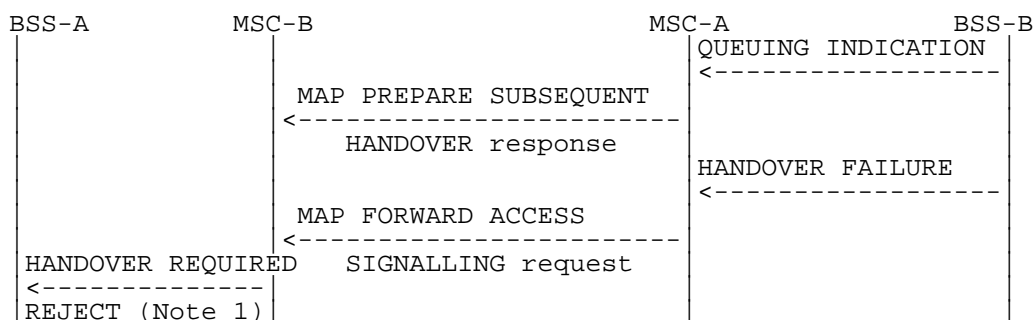 BSS-A MSC-B MSC-A BSS-B
QUEUING INDICATION
MAP PREPARE SUBSEQUENT
HANDOVER response
HANDOVER FAILURE
MAP FORWARD ACCESS
HANDOVER REQUIRED SIGNALLING request
REJECT (Note 1)